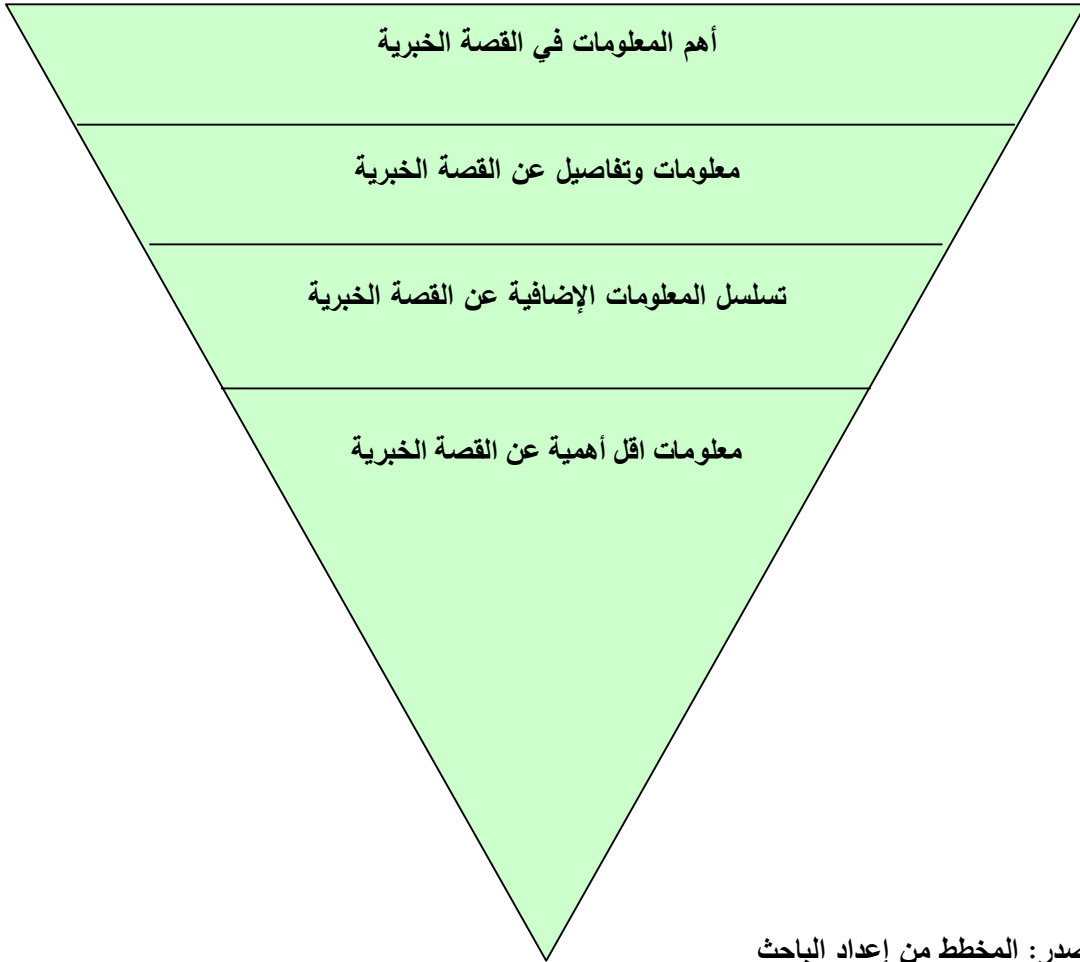 أهم المعلومات في القصة الخبرية
معلومات وتفاصيل عن القصة الخبرية
تسلسل المعلومات الإضافية عن القصة الخبرية
معلومات اقل أهمية عن القصة الخبرية
صدر: المخطط من إعداد الباحث